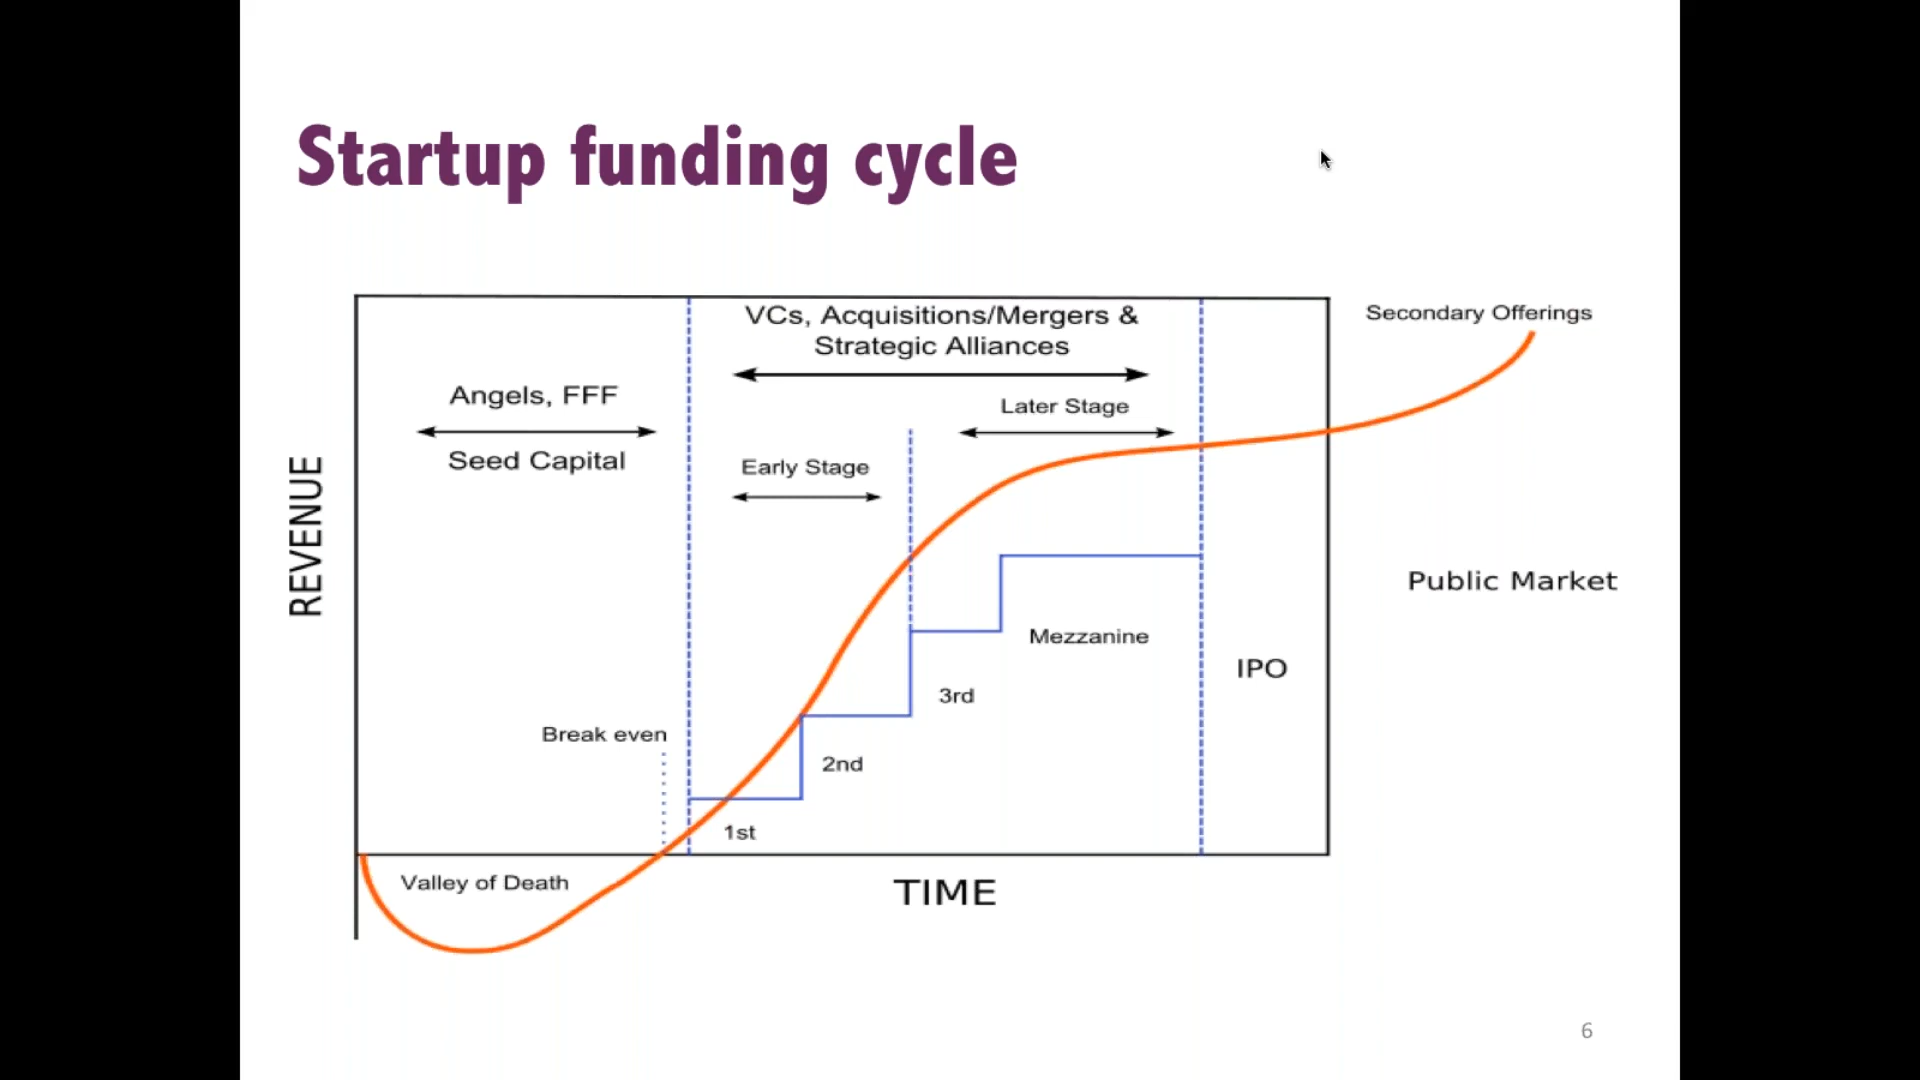 Startup funding cycle
VCs, Acquisitions/Mergers &
Strategic Alliances
Secondary Offerings
Angels, FFF
Later Stage
Seed Capital
Early Stage
REVENUE
Public Market
Mezzanine
IPO
3rd
Break even
2nd
1st
Valley of Death
TIME
6